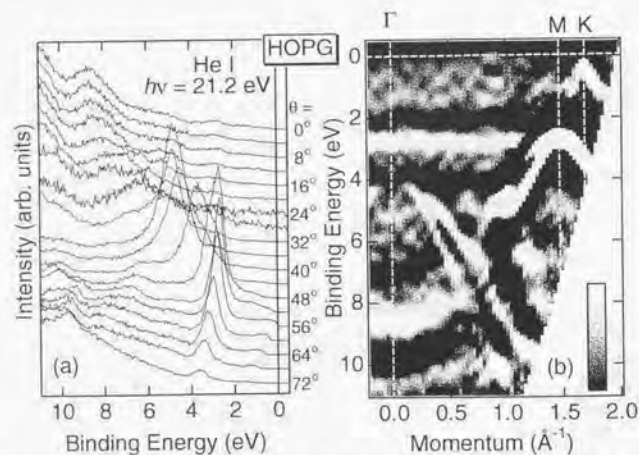 HOPG
He I
hν = 21.2 eV
θ =
0°
8°
16°
24°
32°
40°
48°
56°
64°
72°
Intensity (arb. units)
(a)
10 8 6 4 2 0
Binding Energy (eV)
Γ M K
0
2
4
6
8
10
Binding Energy (eV)
(b)
0.0 0.5 1.0 1.5 2.0
Momentum (Å⁻¹)